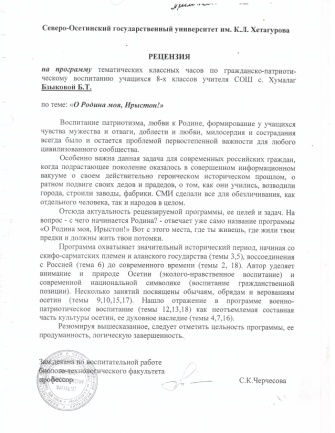 Северо-Осетинский государственный университет им. К.Л. Хетагурова
РЕЦЕНЗИЯ
на программу тематических классных часов по гражданско-патриоти-
ческому воспитанию учащихся 8-х классов учителя СОШ с. Хумалаг
Бзыковой Б.Т.
по теме: «О Родина моя, Ирыстон!»
Воспитание патриотизма, любви к Родине, формирование у учащихся
чувства мужества и отваги, доблести и любви, милосердия и сострадания
всегда было и остается проблемой первостепенной важности для любого
цивилизованного сообщества.
Особенно важна данная задача для современных российских граждан,
когда подрастающее поколение оказалось в совершенном информационном
вакууме о своем действительно героическом историческом прошлом, о
ратном подвиге своих дедов и прадедов, о том, как они учились, возводили
города, строили заводы, фабрики. СМИ сделали все для обезличивания, как
отдельного человека, так и народов в целом.
Отсюда актуальность рецензируемой программы, ее целей и задач. На
вопрос - с чего начинается Родина? - отвечает уже само название программы
«О Родина моя, Ирыстон!» Вот с этого места, где ты живешь, где жили твои
предки и должны жить твои потомки.
Программа охватывает значительный исторический период, начиная со
скифо-сарматских племен и аланского государства (темы 3,5), воссоединения
с Россией (тема 6) до современного времени (темы 2, 18). Автор уделяет
внимание и природе Осетии (эколого-нравственное воспитание) и
современной национальной символике (воспитание гражданской
позиции). Несколько занятий посвящены обычаям, обрядам и верованиям
осетин (темы 9,10,15,17). Нашло отражение в программе военно-
патриотическое воспитание (темы 12,13,18) как неотъемлемая составная
часть культуры осетин, ее духовное наследие (темы 4,7,16).
Резюмируя вышесказанное, следует отметить цельность программы, ее
продуманность, логическую завершенность.
Зам.декана по воспитательной работе
биолого-технологического факультета
профессор С.К.Черчесова